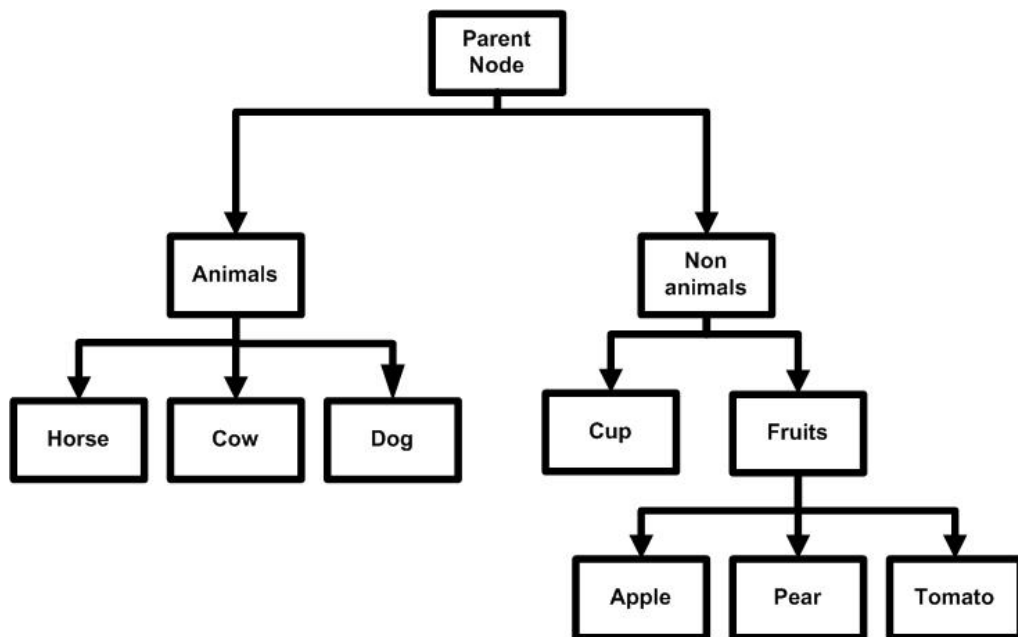 Parent
Node
Animals
Non
animals
Horse
Cow
Dog
Cup
Fruits
Apple
Pear
Tomato